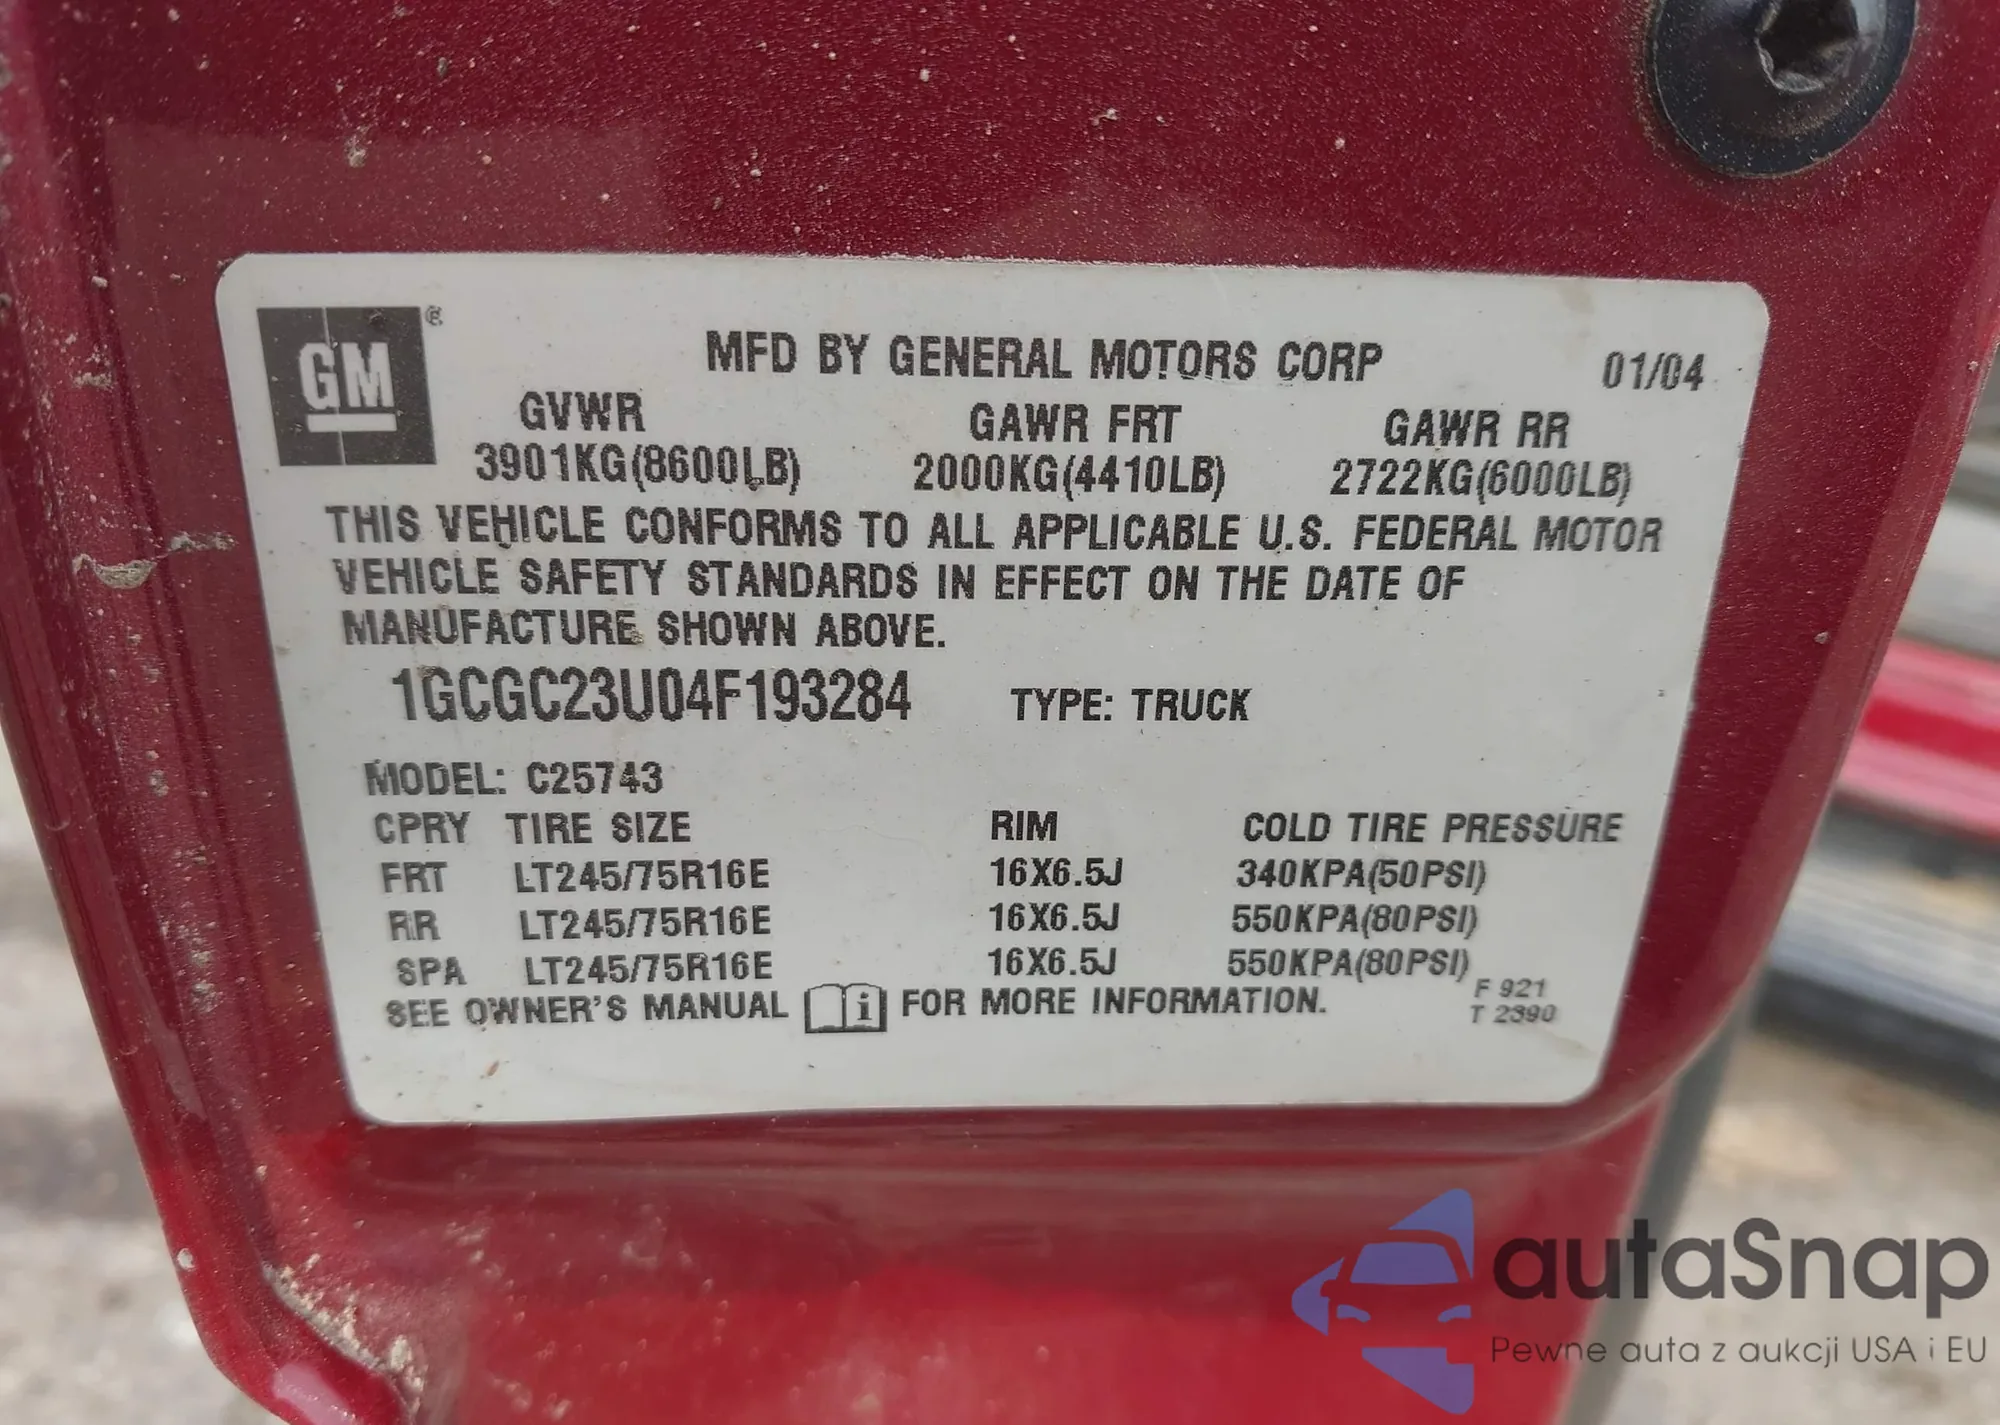 GM ®
MFD BY GENERAL MOTORS CORP 01/04
GVWR GAWR FRT GAWR RR
3901KG(8600LB) 2000KG(4410LB) 2722KG(6000LB)
THIS VEHICLE CONFORMS TO ALL APPLICABLE U.S. FEDERAL MOTOR
VEHICLE SAFETY STANDARDS IN EFFECT ON THE DATE OF
MANUFACTURE SHOWN ABOVE.
1GCGC23U04F193284 TYPE: TRUCK
MODEL: C25743
CPRY TIRE SIZE RIM COLD TIRE PRESSURE
FRT LT245/75R16E 16X6.5J 340KPA(50PSI)
RR LT245/75R16E 16X6.5J 550KPA(80PSI)
SPA LT245/75R16E 16X6.5J 550KPA(80PSI)
SEE OWNER'S MANUAL i FOR MORE INFORMATION.
F 921
T 2390
autaSnap
Pewne auta z aukcji USA i EU